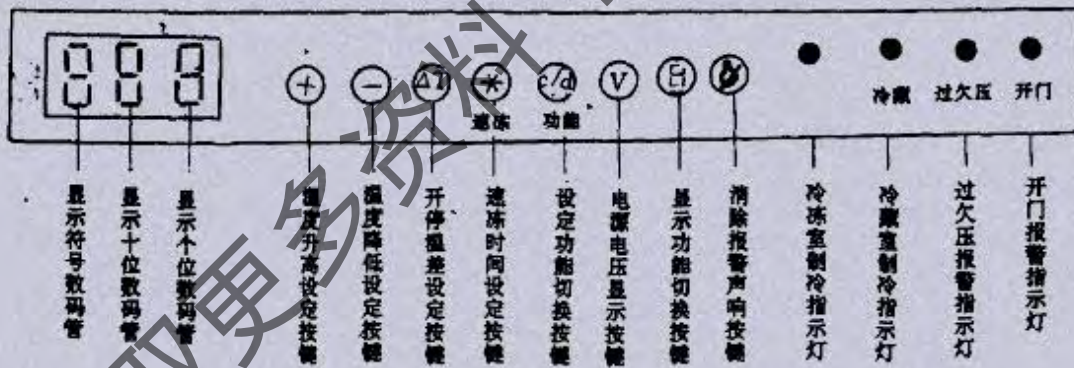 + − ΔT * c/d V
冷藏 过欠压 开门
速冻 功能
显示符号数码管
显示十位数码管
显示个位数码管
温度升高设定按键
温度降低设定按键
开停温差设定按键
速冻时间设定按键
设定功能切换按键
电源电压显示按键
显示功能切换按键
消除报警声响按键
冷冻室制冷指示灯
冷藏室制冷指示灯
过欠压报警指示灯
开门报警指示灯
取更多资料